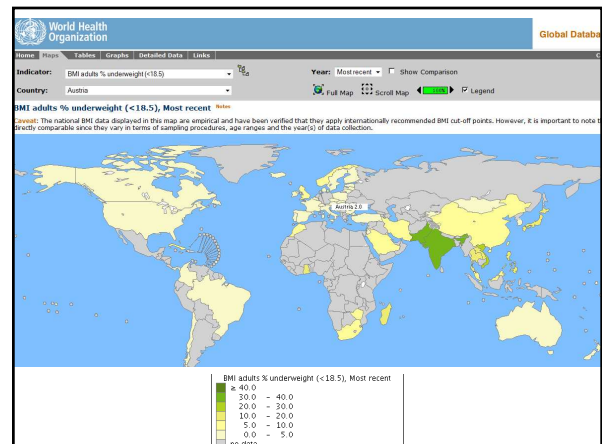 World Health
Organization
Global Databa
Home Maps Tables Graphs Detailed Data Links
Indicator: BMI adults % underweight (<18.5) Year: Most recent Show Comparison
Country: Austria Full Map Scroll Map 100% Legend
BMI adults % underweight (<18.5), Most recent Notes
Caveat: The national BMI data displayed in this map are empirical and have been verified that they apply internationally recommended BMI cut-off points. However, it is important to note t
directly comparable since they vary in terms of sampling procedures, age ranges and the year(s) of data collection.
Austria 2.0
BMI adults % underweight (<18.5), Most recent
≥ 40.0
30.0 - 40.0
20.0 - 30.0
10.0 - 20.0
5.0 - 10.0
0.0 - 5.0
no data